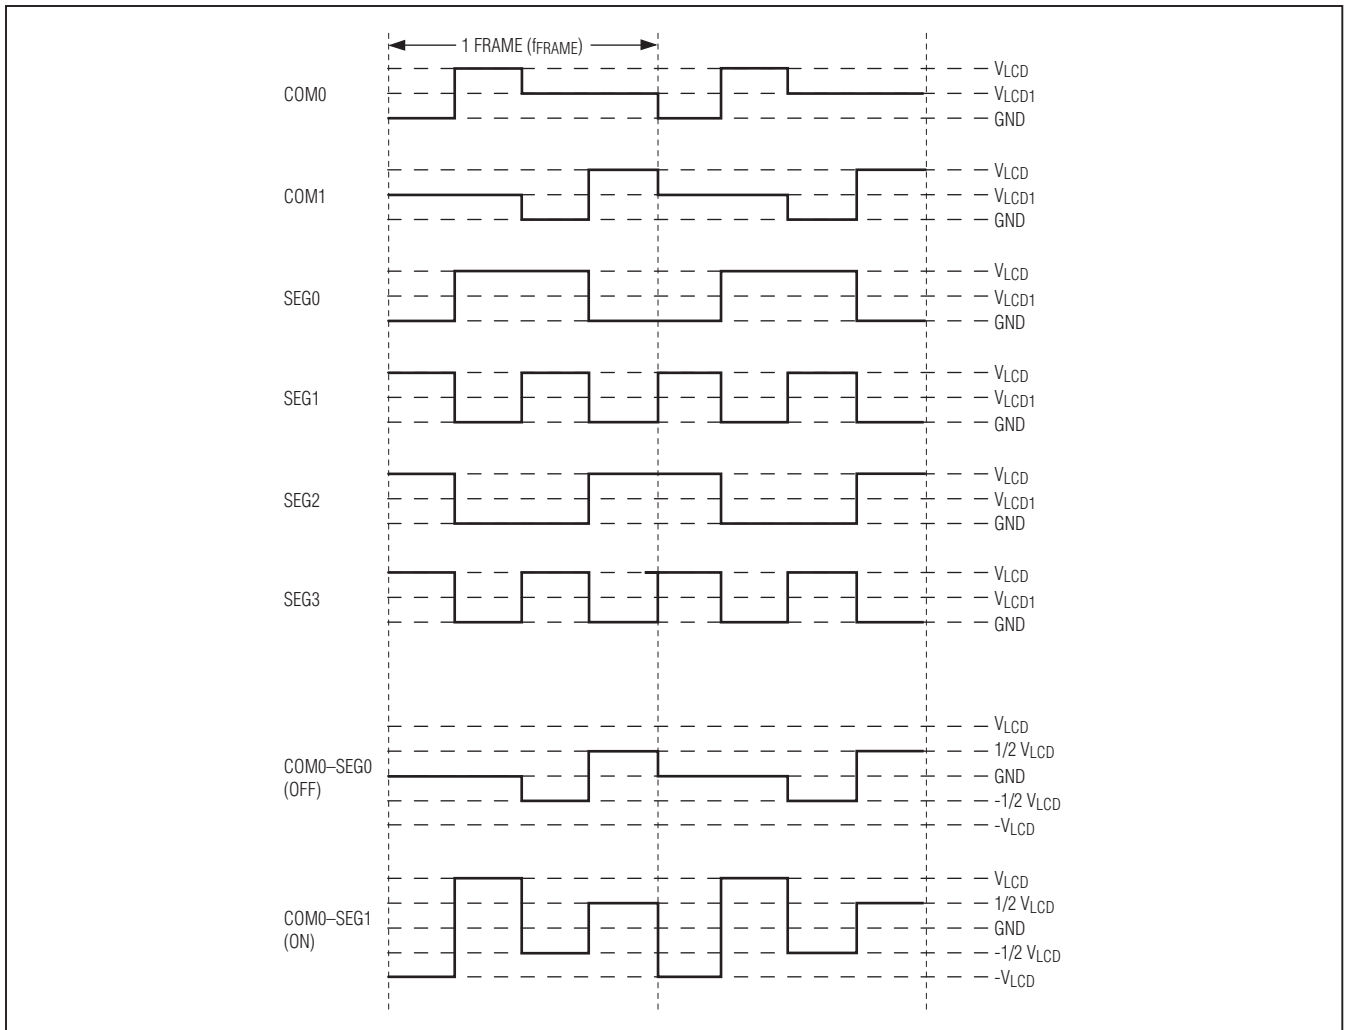 1 FRAME (fFRAME)
COM0
VLCD
VLCD1
GND
COM1
VLCD
VLCD1
GND
SEG0
VLCD
VLCD1
GND
SEG1
VLCD
VLCD1
GND
SEG2
VLCD
VLCD1
GND
SEG3
VLCD
VLCD1
GND
COM0–SEG0
(OFF)
VLCD
1/2 VLCD
GND
-1/2 VLCD
-VLCD
COM0–SEG1
(ON)
VLCD
1/2 VLCD
GND
-1/2 VLCD
-VLCD